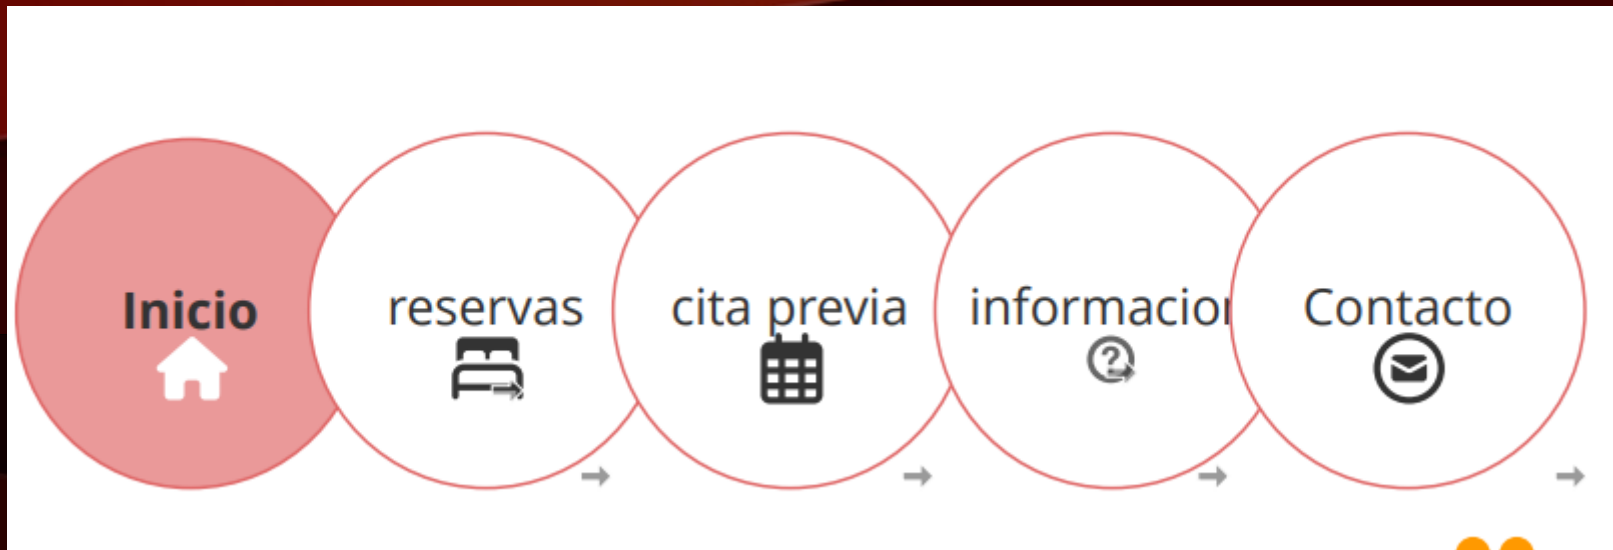 Inicio
reservas
cita previa
informacion
Contacto